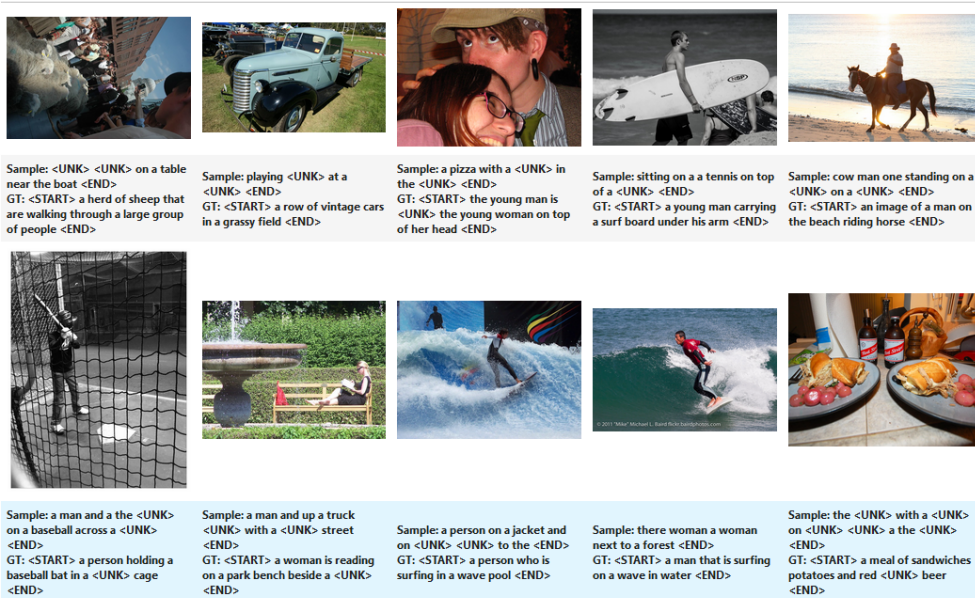 Sample: <UNK> <UNK> on a table
near the boat <END>
GT: <START> a herd of sheep that
are walking through a large group
of people <END>
Sample: playing <UNK> at a
<UNK> <END>
GT: <START> a row of vintage cars
in a grassy field <END>
Sample: a pizza with a <UNK> in
the <UNK> <END>
GT: <START> the young man is
<UNK> the young woman on top
of her head <END>
NSP
Sample: sitting on a a tennis on top
of a <UNK> <END>
GT: <START> a young man carrying
a surf board under his arm <END>
Sample: cow man one standing on a
<UNK> on a <UNK> <END>
GT: <START> an image of a man on
the beach riding horse <END>
Sample: a man and a the <UNK>
on a baseball across a <UNK>
<END>
GT: <START> a person holding a
baseball bat in a <UNK> cage
<END>
Sample: a man and up a truck
<UNK> with a <UNK> street
<END>
GT: <START> a woman is reading
on a park bench beside a <UNK>
<END>
Sample: a person on a jacket and
on <UNK> <UNK> to the <END>
GT: <START> a person who is
surfing in a wave pool <END>
© 2011 "Mike" Michael L. Baird flickr.bairdphotos.com
Sample: there woman a woman
next to a forest <END>
GT: <START> a man that is surfing
on a wave in water <END>
Sample: the <UNK> with a <UNK>
on <UNK> <UNK> a the <UNK>
<END>
GT: <START> a meal of sandwiches
potatoes and red <UNK> beer
<END>